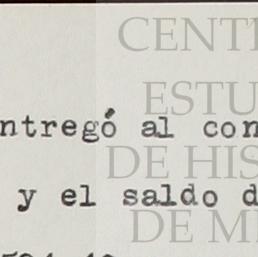 CENT
ESTU
ntregó al con
DE HIS
y el saldo d
DE M